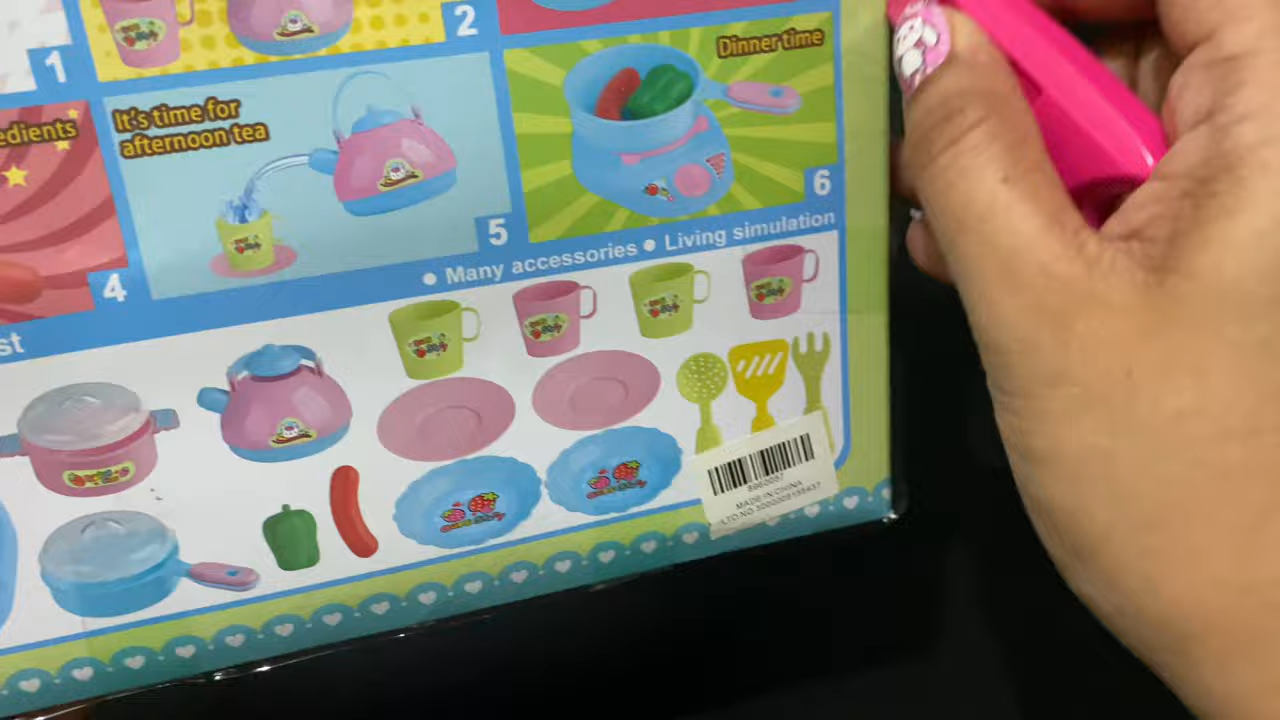 1
2
edients
4
It's time for
afternoon tea
5
Dinner time
6
● Many accessories ● Living simulation
st
MADE IN CHINA